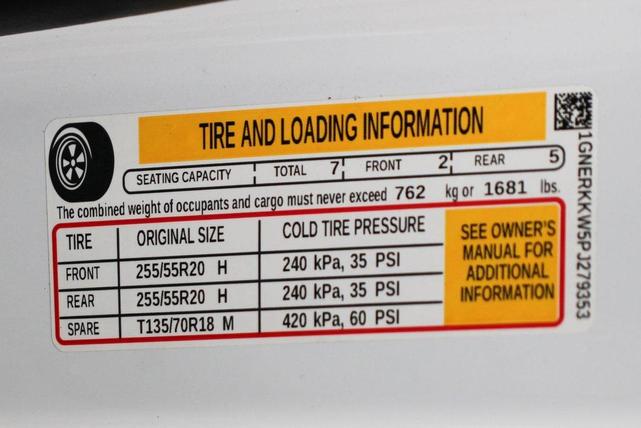 TIRE AND LOADING INFORMATION
SEATING CAPACITY TOTAL 7 FRONT 2 REAR 5
The combined weight of occupants and cargo must never exceed 762 kg or 1681 lbs.
TIRE ORIGINAL SIZE COLD TIRE PRESSURE
FRONT 255/55R20 H 240 kPa, 35 PSI
REAR 255/55R20 H 240 kPa, 35 PSI
SPARE T135/70R18 M 420 kPa, 60 PSI
SEE OWNER'S
MANUAL FOR
ADDITIONAL
INFORMATION
1GNERKKW5PJ279353